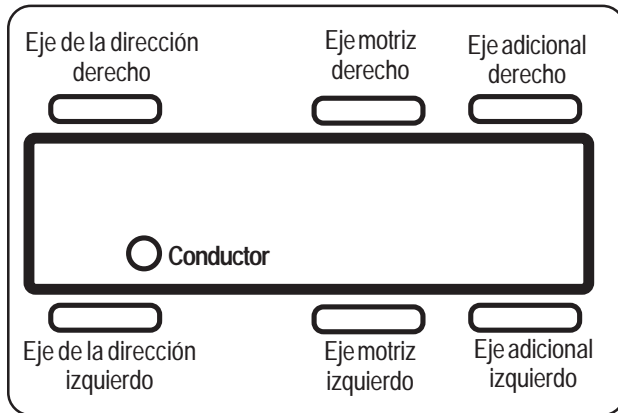 Eje de la dirección
derecho
Eje motriz
derecho
Eje adicional
derecho
Conductor
Eje de la dirección
izquierdo
Eje motriz
izquierdo
Eje adicional
izquierdo